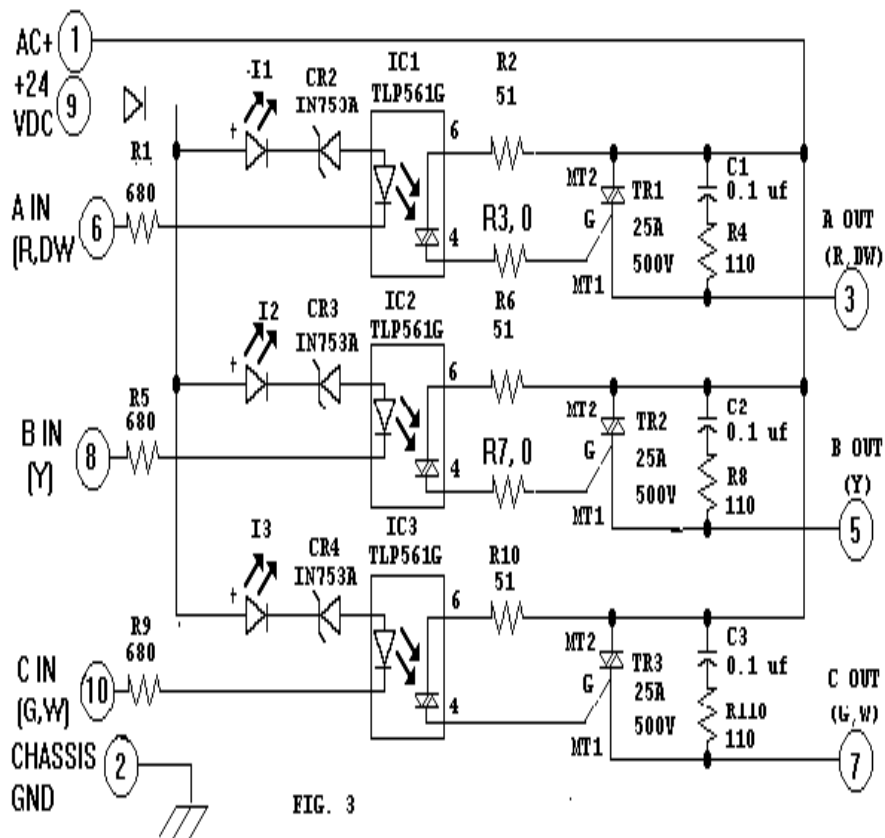 AC+
1
+24
VDC
9
-I1
CR2
IN753A
IC1
TLP561G
R2
51
6
R1
680
A IN
(R,DW
6
4
R3, 0
MT2
G
MT1
TR1
25A
500V
C1
0.1 uf
R4
110
A OUT
(R,DW)
3
+
I2
CR3
IN753A
IC2
TLP561G
R6
51
6
+
R5
680
B IN
(Y)
8
4
R7, 0
MT2
G
MT1
TR2
25A
500V
C2
0.1 uf
R8
110
B OUT
(Y)
5
I3
CR4
IN753A
IC3
TLP561G
R10
51
6
+
R9
680
C IN
(G,W)
10
4
MT2
G
MT1
TR3
25A
500V
C3
0.1 uf
R110
110
C OUT
(G,W)
7
CHASSIS
GND
2
FIG. 3